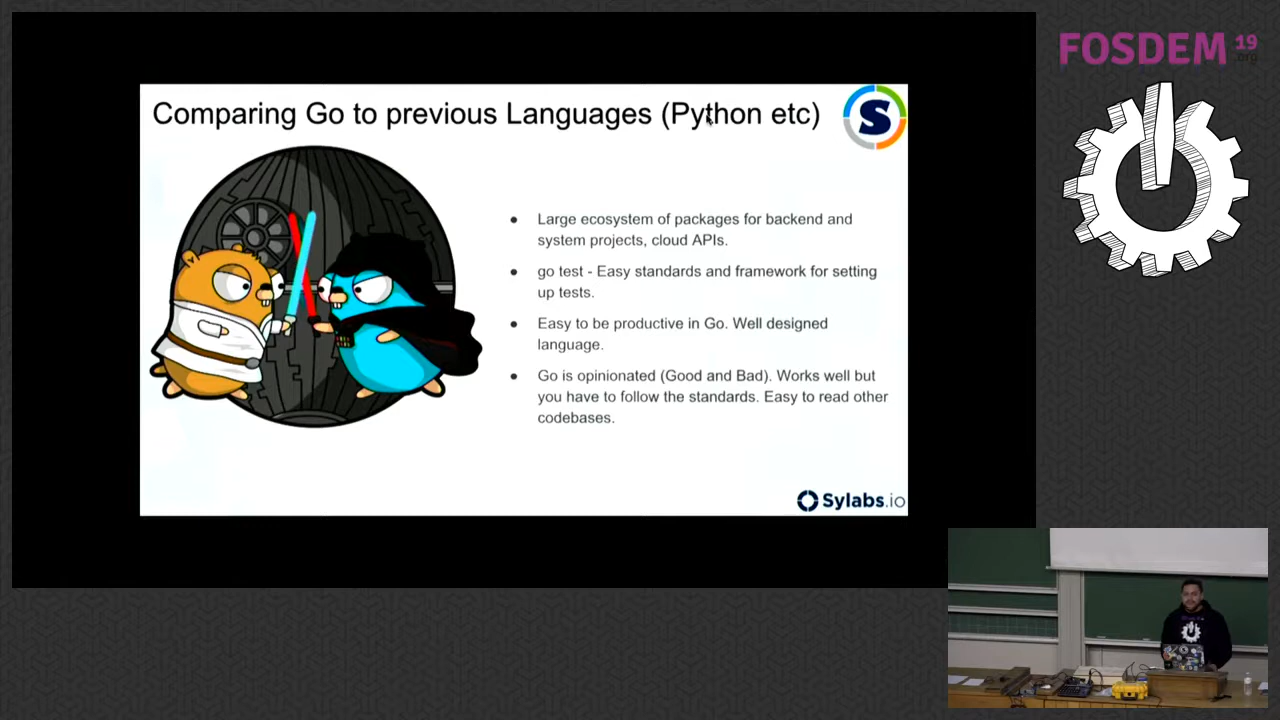 FOSDEM 19
.org
Comparing Go to previous Languages (Python etc)
S
● Large ecosystem of packages for backend and
system projects, cloud APIs.
● go test - Easy standards and framework for setting
up tests.
● Easy to be productive in Go. Well designed
language.
● Go is opinionated (Good and Bad). Works well but
you have to follow the standards. Easy to read other
codebases.
Sylabs.io